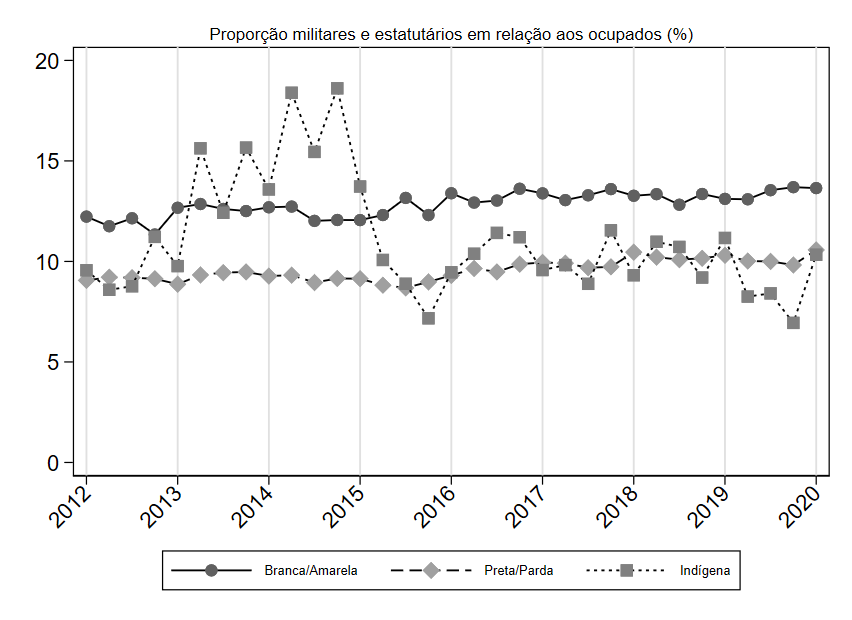 Proporção militares e estatutários em relação aos ocupados (%)
20
15
10
5
0
2012 2013 2014 2015 2016 2017 2018 2019 2020
Branca/Amarela Preta/Parda Indígena